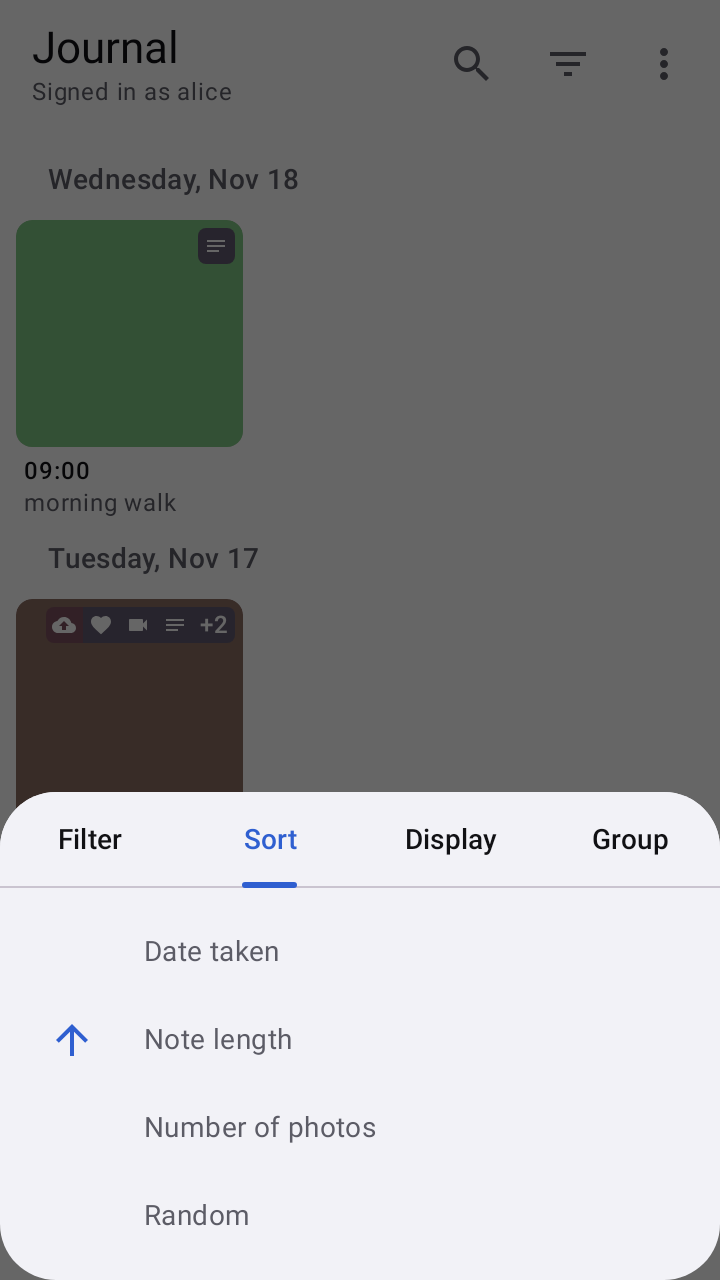 Journal
Signed in as alice
Wednesday, Nov 18
09:00
morning walk
Tuesday, Nov 17
+2
Filter Sort Display Group
Date taken
Note length
Number of photos
Random